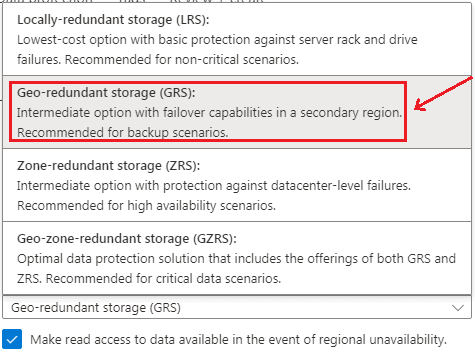 Locally-redundant storage (LRS):
Lowest-cost option with basic protection against server rack and drive
failures. Recommended for non-critical scenarios.
Geo-redundant storage (GRS):
Intermediate option with failover capabilities in a secondary region.
Recommended for backup scenarios.
Zone-redundant storage (ZRS):
Intermediate option with protection against datacenter-level failures.
Recommended for high availability scenarios.
Geo-zone-redundant storage (GZRS):
Optimal data protection solution that includes the offerings of both GRS and
ZRS. Recommended for critical data scenarios.
Geo-redundant storage (GRS)
Make read access to data available in the event of regional unavailability.